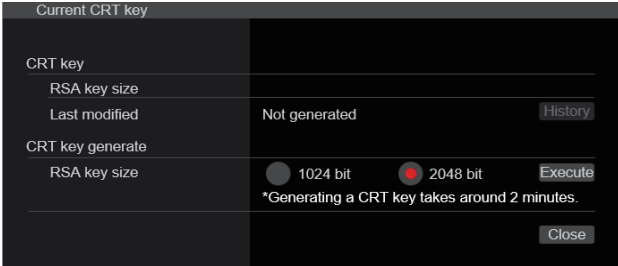 Current CRT key
CRT key
RSA key size
Last modified Not generated History
CRT key generate
RSA key size 1024 bit 2048 bit Execute
*Generating a CRT key takes around 2 minutes.
Close